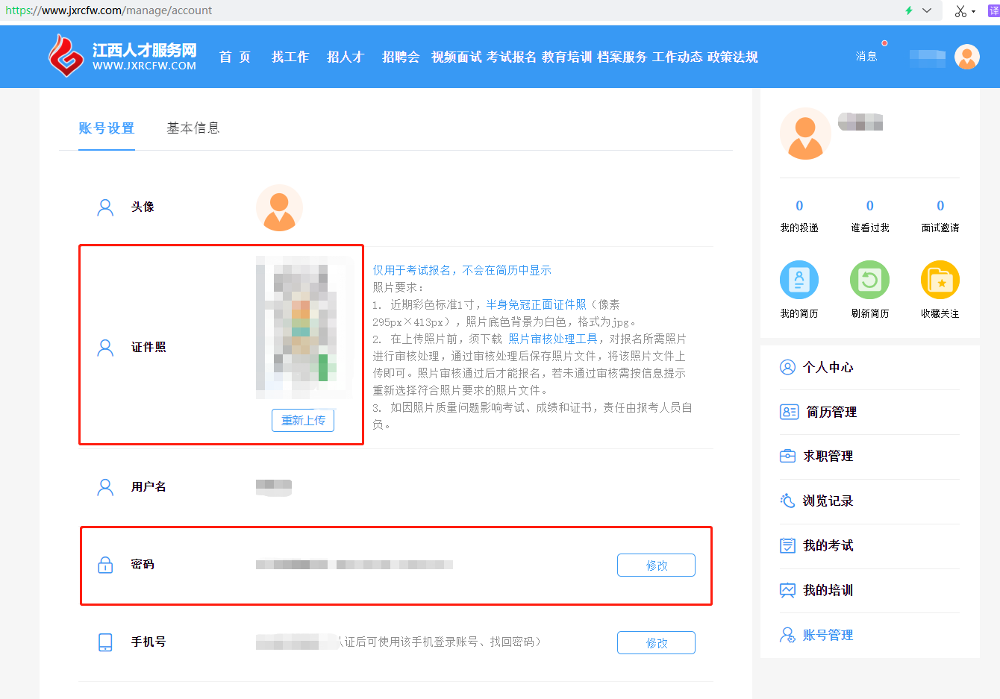 https://www.jxrcfw.com/manage/account
译
江西人才服务网
WWW.JXRCFW.COM
首 页 找工作 招人才 招聘会 视频面试 考试报名 教育培训 档案服务 工作动态 政策法规
消息
账号设置 基本信息
头像
证件照
重新上传
仅用于考试报名，不会在简历中显示
照片要求：
1. 近期彩色标准1寸，半身免冠正面证件照（像素
295px×413px），照片底色背景为白色，格式为jpg。
2. 在上传照片前，须下载 照片审核处理工具，对报名所需照片
进行审核处理，通过审核处理后保存照片文件，将该照片文件上
传即可。照片审核通过后才能报名，若未通过审核需按信息提示
重新选择符合照片要求的照片文件。
3. 如因照片质量问题影响考试、成绩和证书，责任由报考人员自
负。
用户名
密码
修改
手机号
证后可使用该手机登录账号、找回密码）
修改
0 0 0
我的投递 谁看过我 面试邀请
我的简历 刷新简历 收藏关注
个人中心
简历管理
求职管理
浏览记录
我的考试
我的培训
账号管理